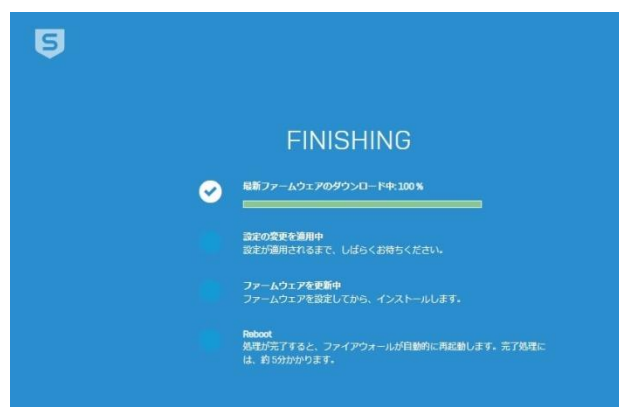 S
FINISHING
最新ファームウェアのダウンロード中: 100 %
設定の変更を適用中
設定が適用されるまで、しばらくお待ちください。
ファームウェアを更新中
ファームウェアを設定してから、インストールします。
Reboot
処理が完了すると、ファイアウォールが自動的に再起動します。完了処理に
は、約 5分かかります。